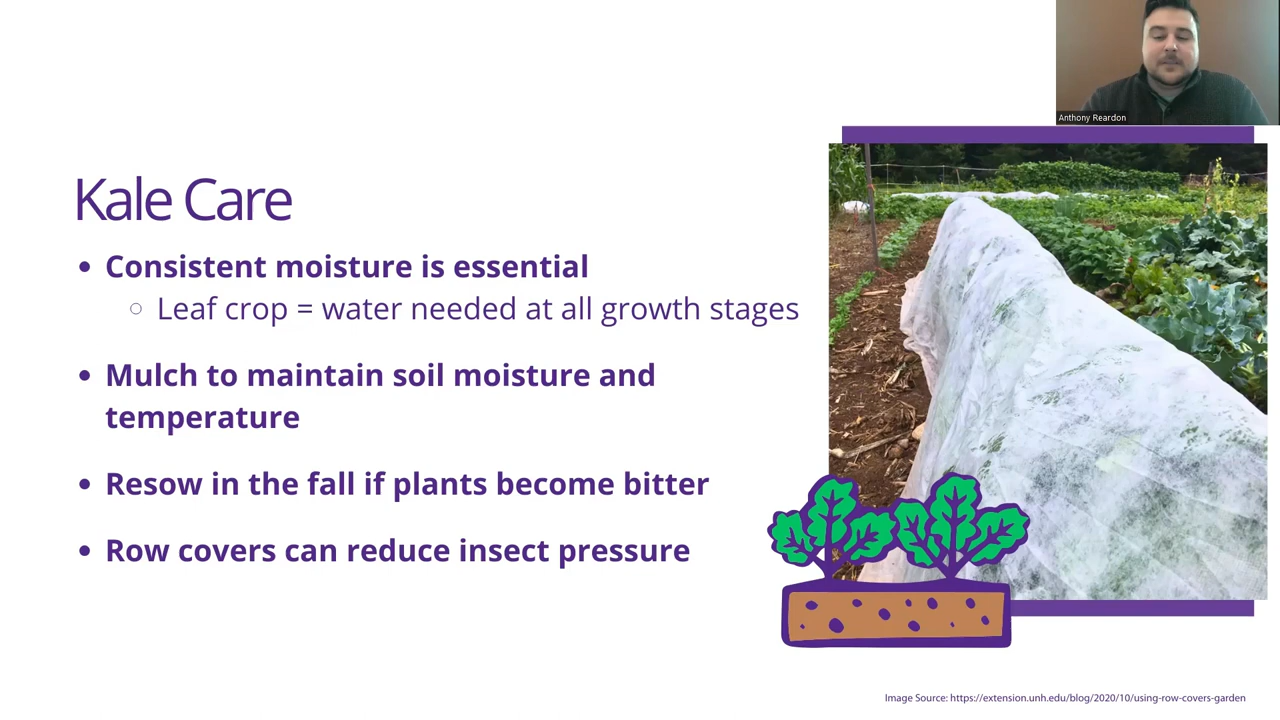 Anthony Reardon
Kale Care
• Consistent moisture is essential
○ Leaf crop = water needed at all growth stages
• Mulch to maintain soil moisture and
temperature
• Resow in the fall if plants become bitter
• Row covers can reduce insect pressure
Image Source: https://extension.unh.edu/blog/2020/10/using-row-covers-garden